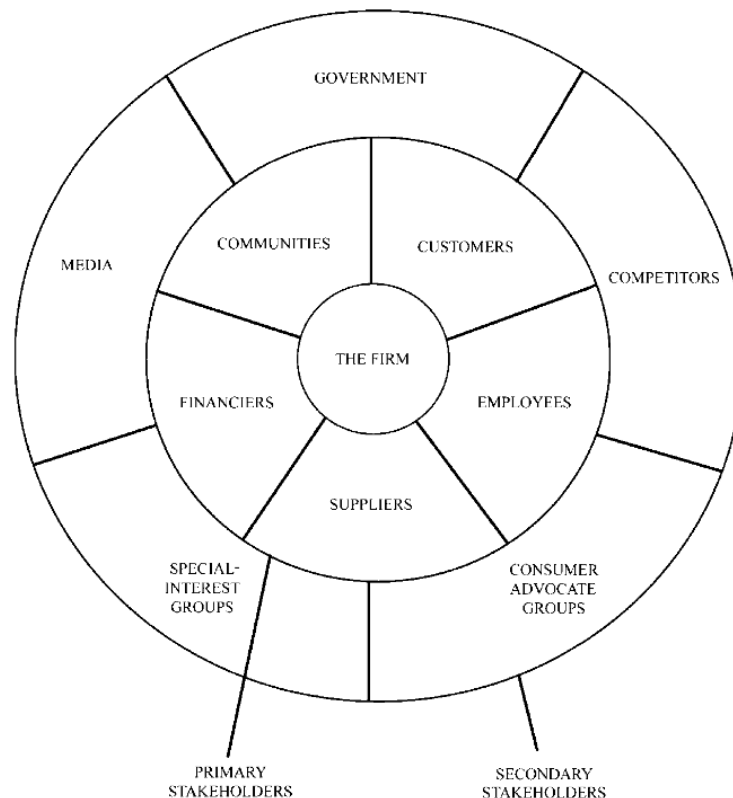 GOVERNMENT
COMMUNITIES
CUSTOMERS
MEDIA
COMPETITORS
THE FIRM
FINANCIERS
EMPLOYEES
SUPPLIERS
SPECIAL-
INTEREST
GROUPS
CONSUMER
ADVOCATE
GROUPS
PRIMARY
STAKEHOLDERS
SECONDARY
STAKEHOLDERS